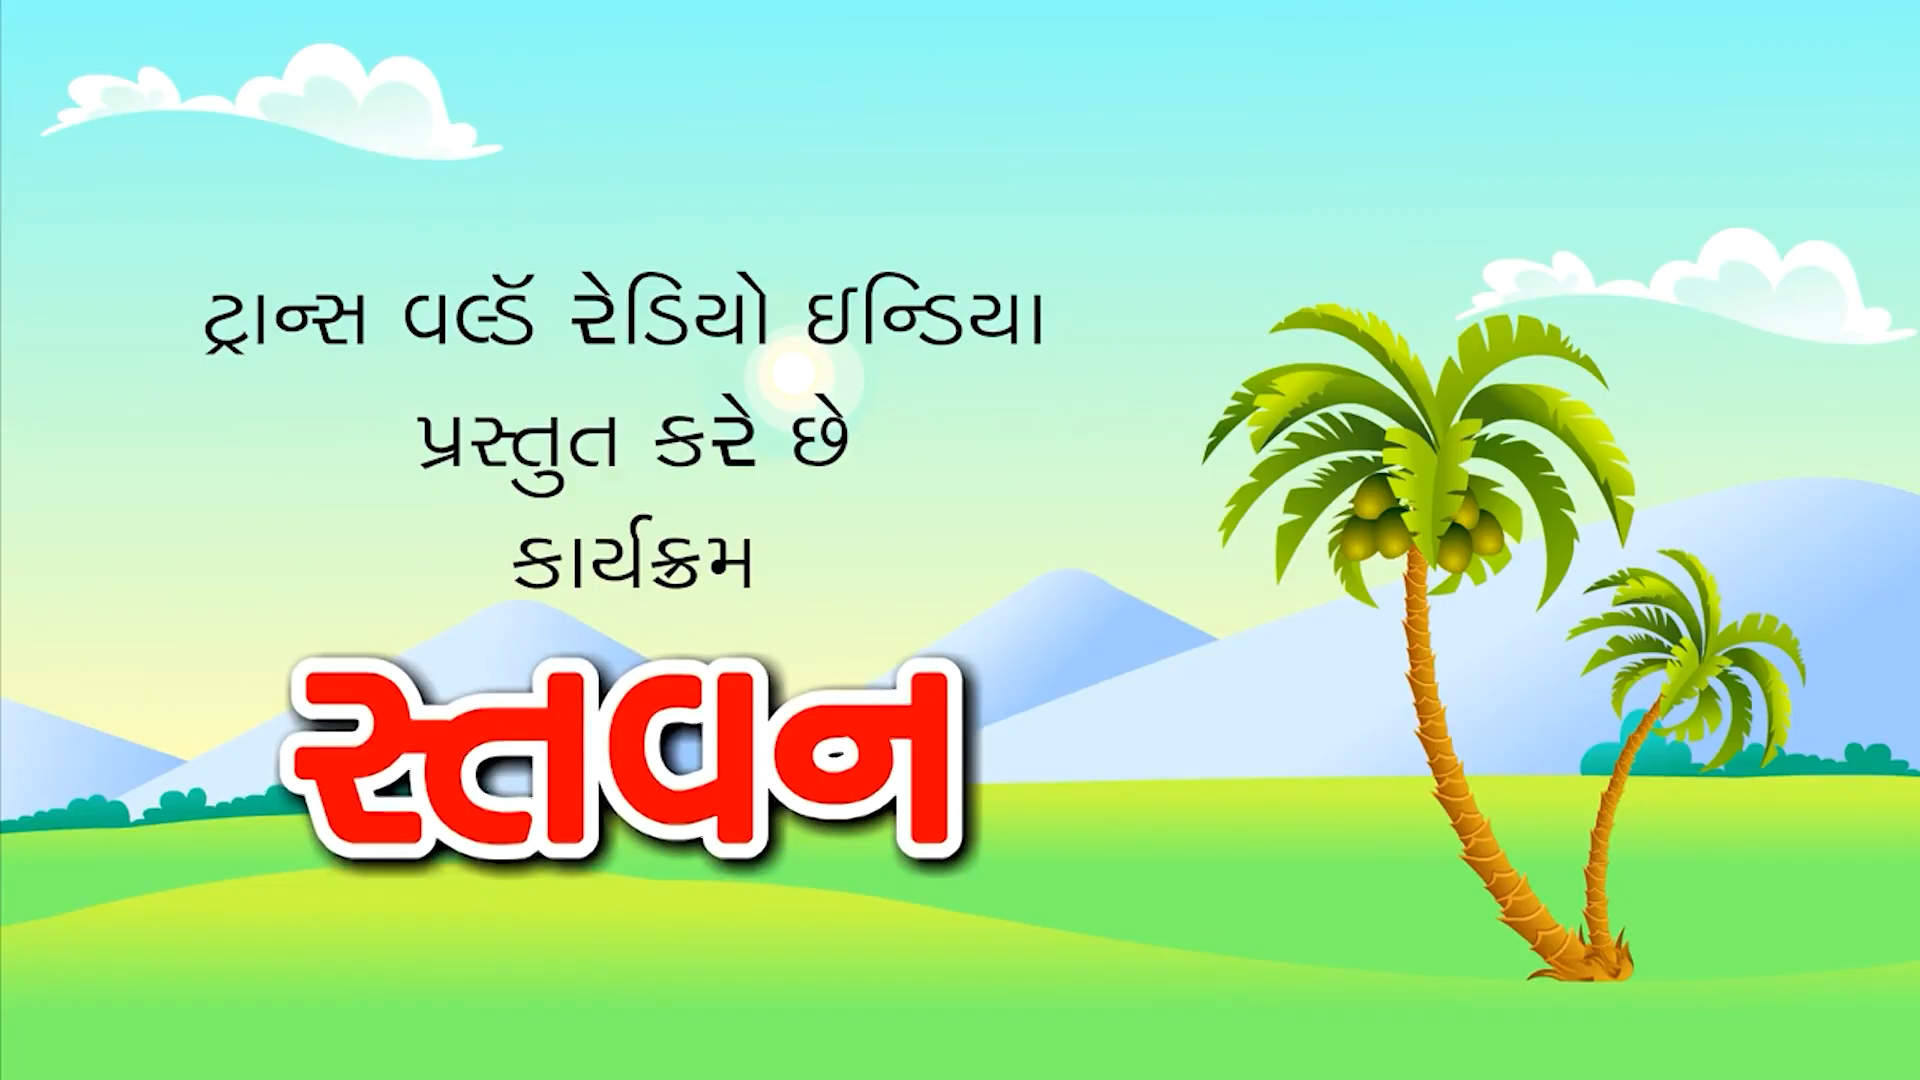 ટ્રાન્સ વર્લ્ડ રેડિયો ઇન્ડિયા
પ્રસ્તુત કરે છે
કાર્યક્રમ
સ્તવન